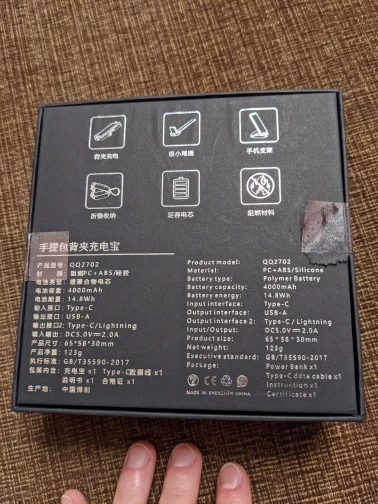 背夹充电
极小尾插
手机支架
折叠收纳
足容电芯
阻燃材料
手提包背夹充电宝
产品型号: QQ2702
材 质: 阻燃PC+ABS/硅胶
电池类型: 锂聚合物电芯
电池容量: 4000mAh
电池能量: 14.8Wh
输入接口: Type-C
输出接口: USB-A
输出接口2: Type-C/Lightning
输入输出: DC5.0V=2.0A
产品尺寸: 65*58*30mm
产品净重: 123g
执行标准: GB/T35590-2017
包装内含: 充电宝 x1 Type-C数据线 x1
说明书 x1 合格证 x1
生产地: 中国深圳
Product model: QQ2702
Material: PC+ABS/Silicone
Battery type: Polymer Battery
Battery capacity: 4000mAh
Battery energy: 14.8Wh
Input interface: Type-C
Output interface: USB-A
Output interface 2: Type-C / Lightning
Input/Output: DC5.0V=2.0A
Product size: 65*58*30mm
Net weight: 123g
Executive standard: GB/T35590-2017
Package: Power Bank x1
Type-C data cable x1
Instruction x1
Certificate x1
MADE IN SHENZHEN CHINA